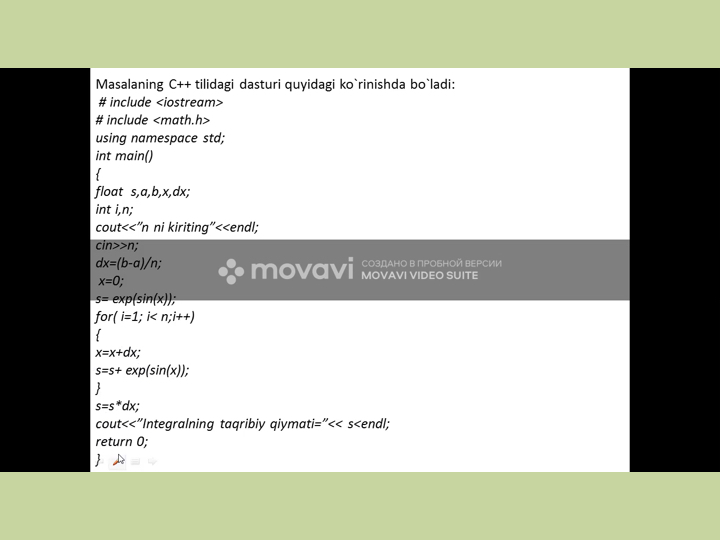 Masalaning C++ tilidagi dasturi quyidagi ko`rinishda bo`ladi:
# include <iostream>
# include <math.h>
using namespace std;
int main()
{
float s,a,b,x,dx;
int i,n;
cout<<”n ni kiriting”<<endl;
cin>>n;
dx=(b-a)/n;
x=0;
s= exp(sin(x));
for( i=1; i< n;i++)
{
x=x+dx;
s=s+ exp(sin(x));
}
s=s*dx;
cout<<”Integralning taqribiy qiymati=”<< s<endl;
return 0;
}
movavi
СОЗДАНО В ПРОБНОЙ ВЕРСИИ
MOVAVI VIDEO SUITE